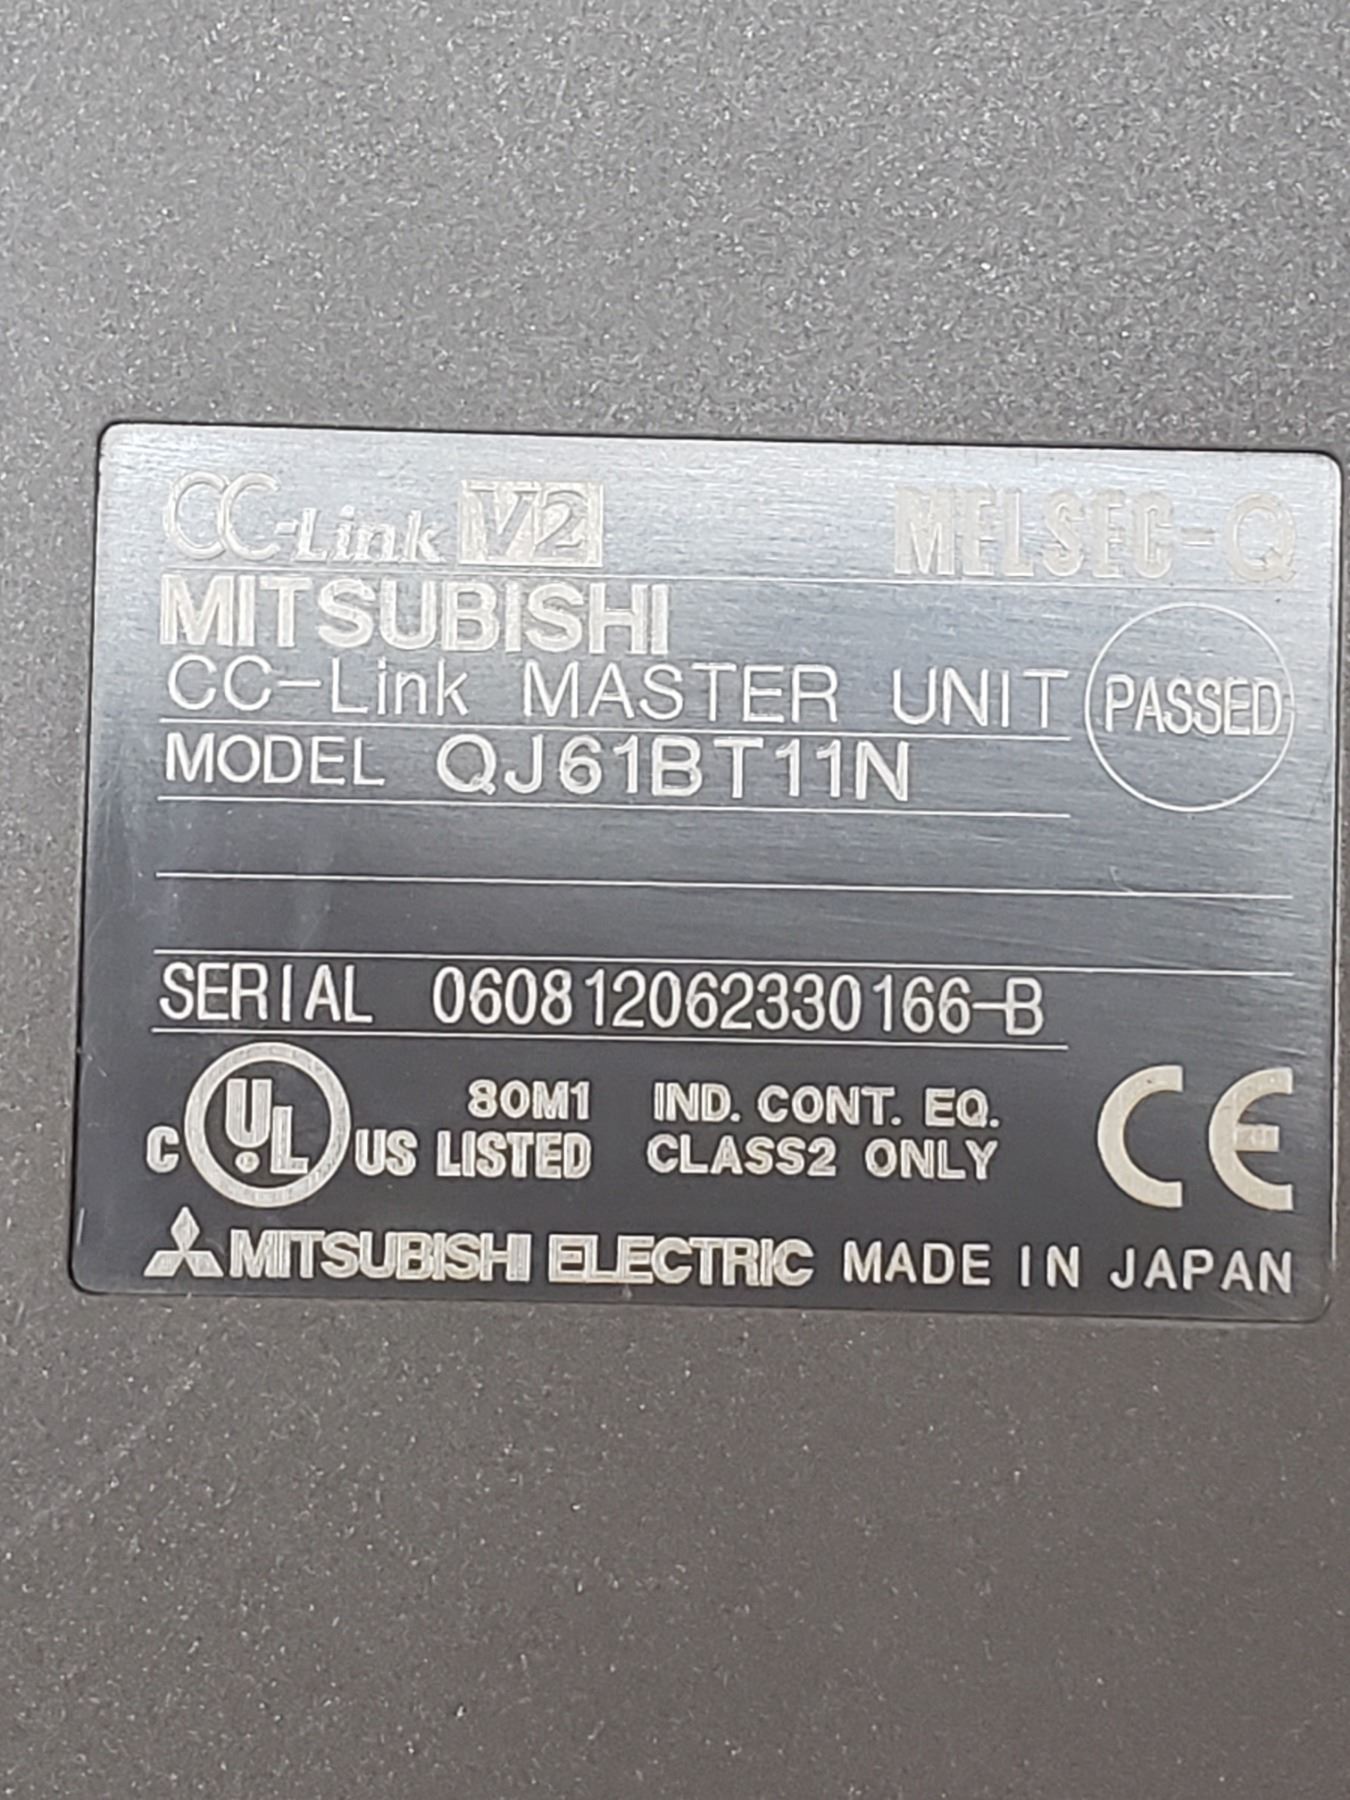 CC-Link V2 MELSEC-Q
MITSUBISHI
CC-Link MASTER UNIT
PASSED
MODEL QJ61BT11N
SERIAL 060812062330166-B
C UL US LISTED 80M1 IND. CONT. EQ. CLASS2 ONLY
CE
MITSUBISHI ELECTRIC MADE IN JAPAN